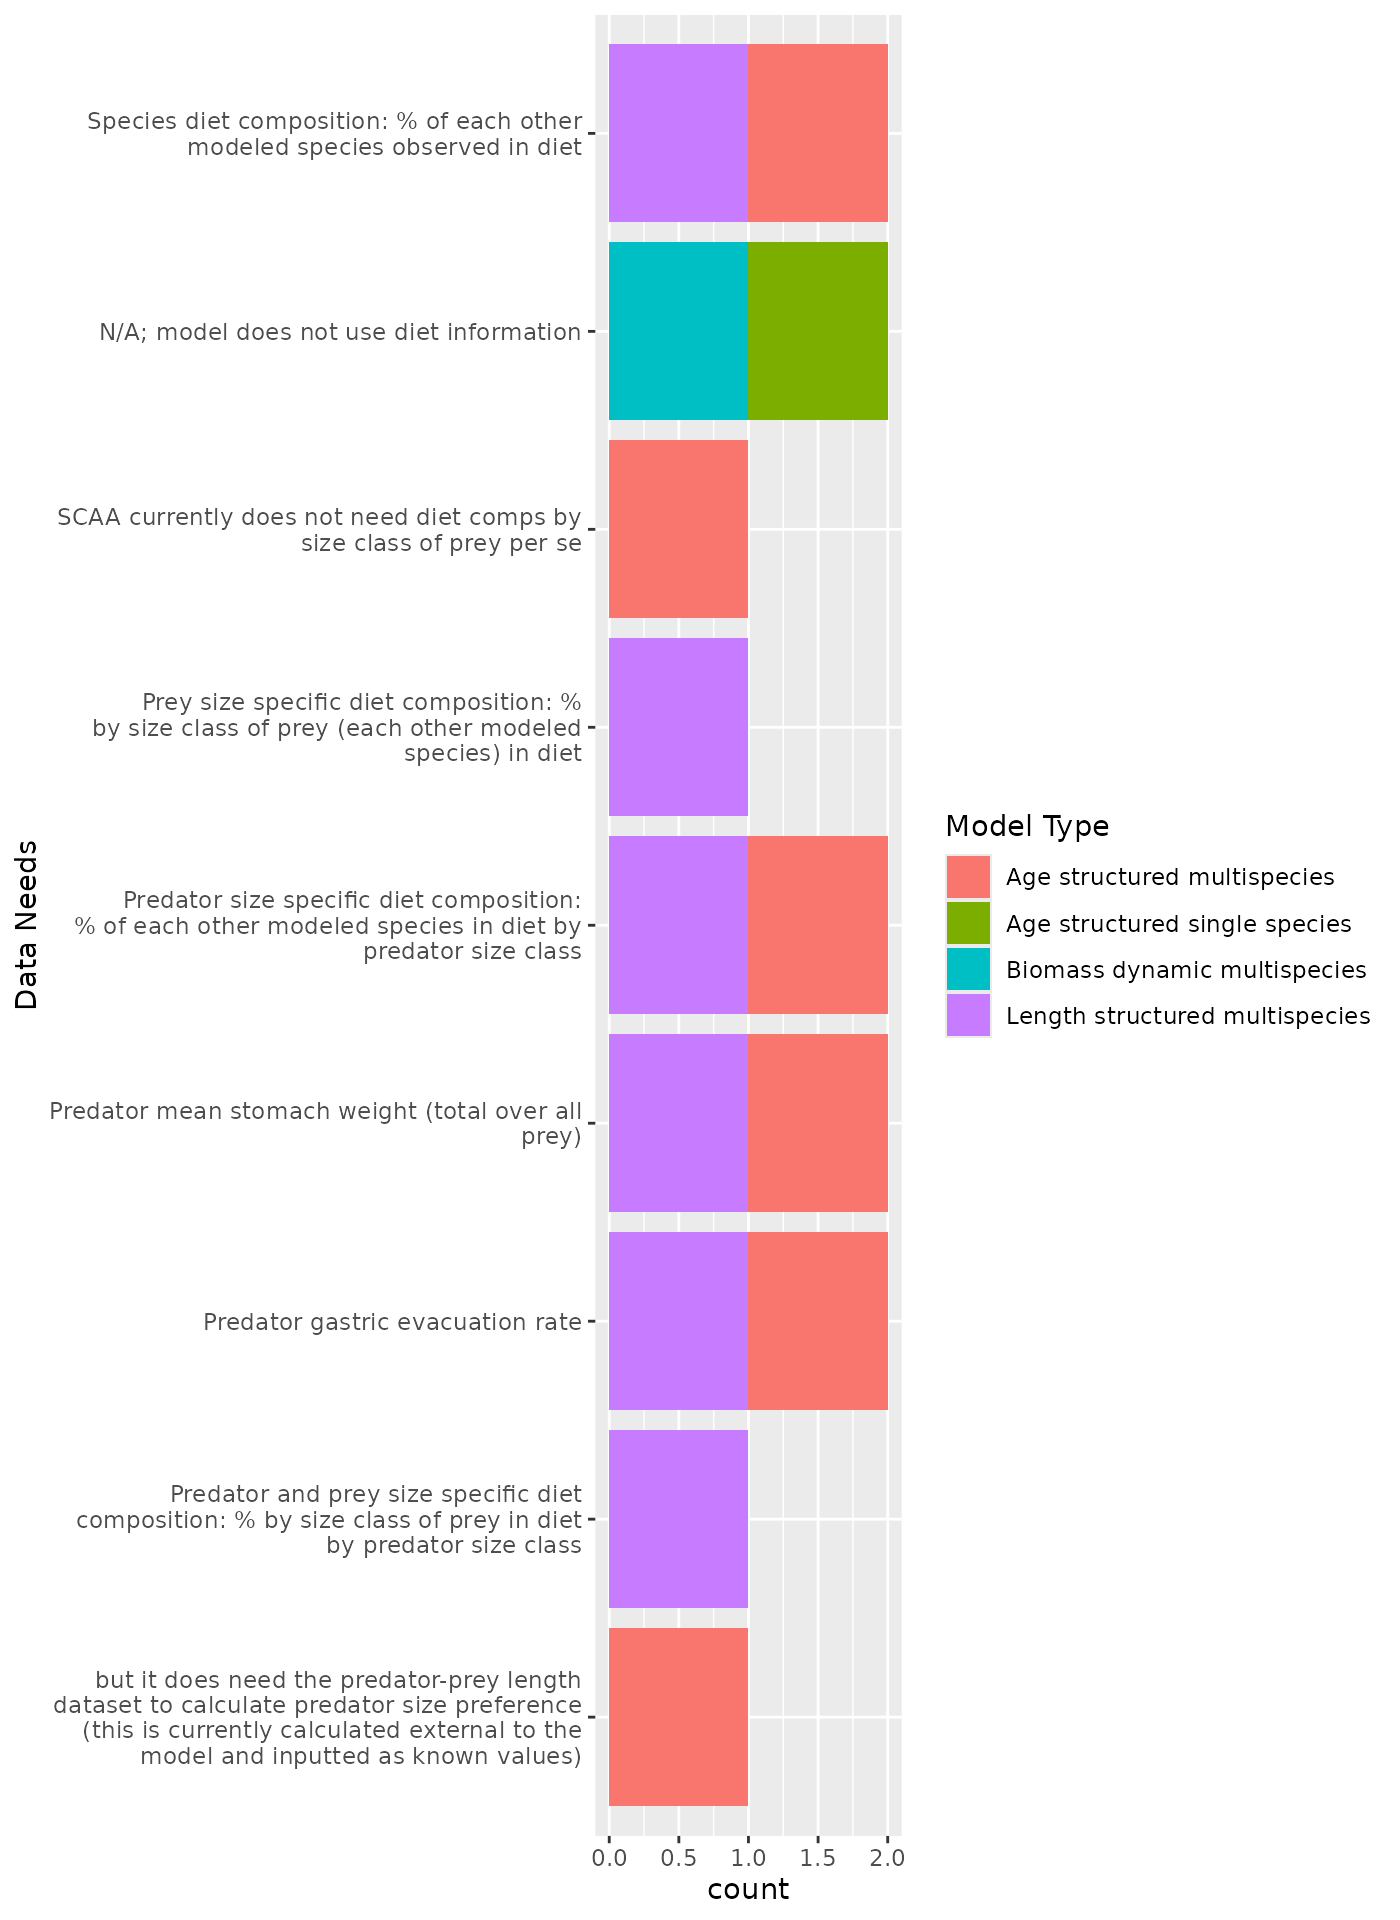 Species diet composition: % of each other
modeled species observed in diet
N/A; model does not use diet information
SCAA currently does not need diet comps by
size class of prey per se
Prey size specific diet composition: %
by size class of prey (each other modeled
species) in diet
Predator size specific diet composition:
% of each other modeled species in diet by
predator size class
Predator mean stomach weight (total over all
prey)
Predator gastric evacuation rate
Predator and prey size specific diet
composition: % by size class of prey in diet
by predator size class
but it does need the predator-prey length
dataset to calculate predator size preference
(this is currently calculated external to the
model and inputted as known values)
Data Needs
0.0 0.5 1.0 1.5 2.0
count
Model Type
Age structured multispecies
Age structured single species
Biomass dynamic multispecies
Length structured multispecies